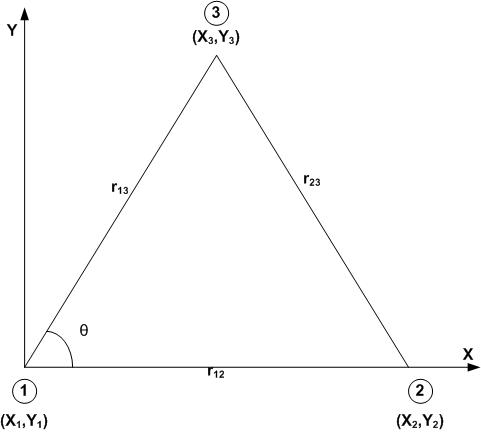 3
Y
(X₃,Y₃)
r₁₃
r₂₃
θ
X
r₁₂
1
2
(X₁,Y₁)
(X₂,Y₂)